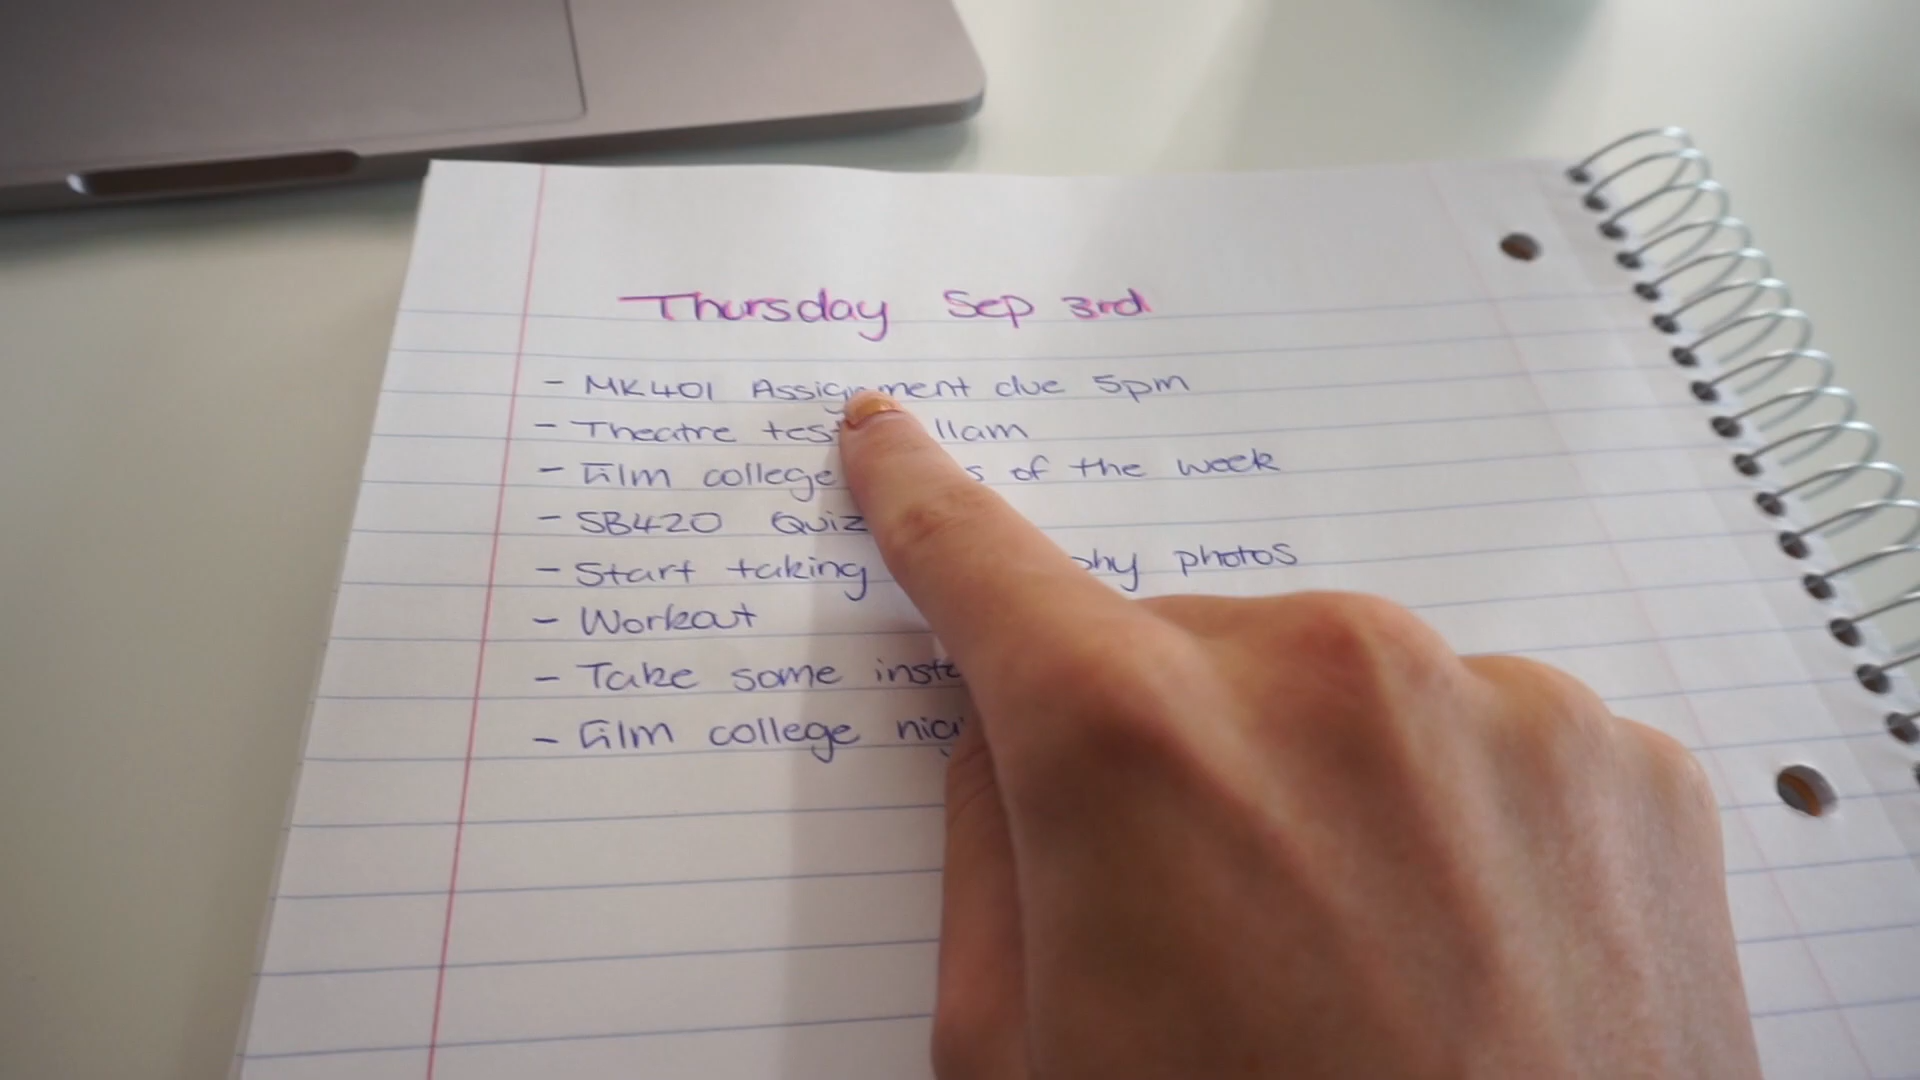 Thursday Sep 3rd
- MK401 Assignment due 5pm
- Theatre test 11am
- Film college of the week
- SB420 Quiz
- Start taking photos
- Workout
- Take some
- Film college